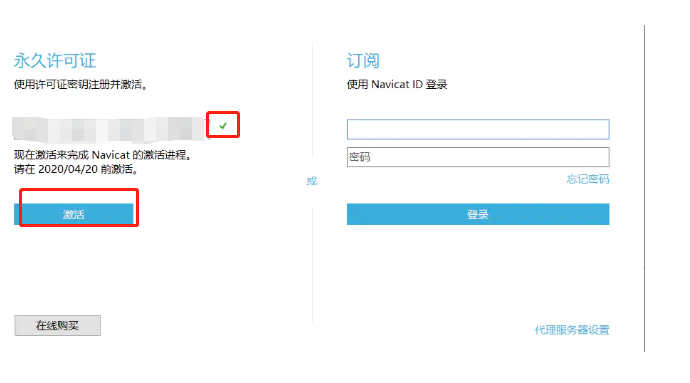 永久许可证
使用许可证密钥注册并激活。
现在激活来完成 Navicat 的激活进程。
请在 2020/04/20 前激活。
激活
在线购买
或
订阅
使用 Navicat ID 登录
密码
忘记密码
登录
代理服务器设置